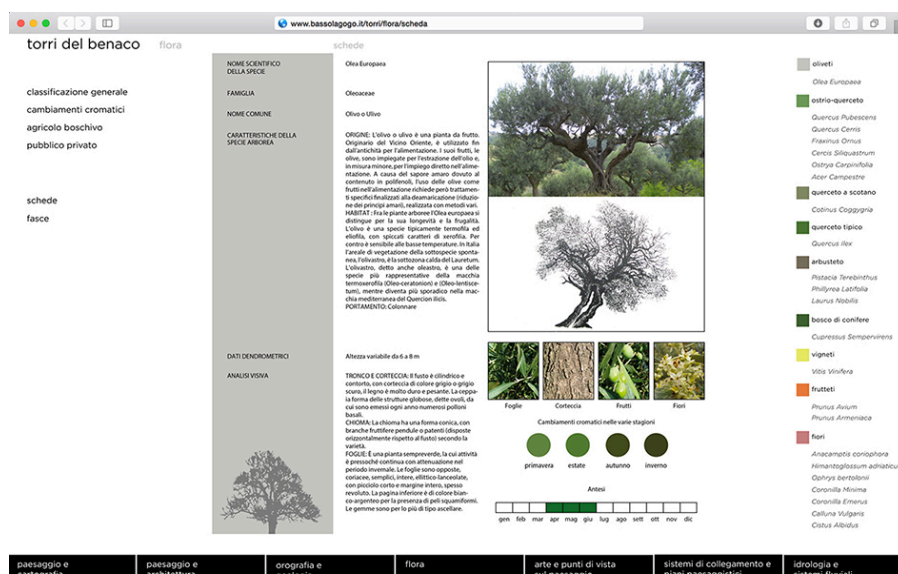 www.bassolagogo.it/torri/flora/scheda
torri del benaco
flora
schede
classificazione generale
cambiamenti cromatici
agricolo boschivo
pubblico privato
schede
fasce
NOME SCIENTIFICO
DELLA SPECIE
Olea Europaea
FAMIGLIA
Oleoaceae
NOME COMUNE
Olivo o Ulivo
CARATTERISTICHE DELLA
SPECIE ARBOREA
ORIGINE: L'olivo o ulivo è una pianta da frutto.
Originario del Vicino Oriente, è utilizzato fin
dall'antichità per l'alimentazione. I suoi frutti, le
olive, sono impiegate per l'estrazione dell'olio e,
in misura minore, per l'impiego diretto nell'alimen-
tazione. A causa del sapore amaro dovuto al
contenuto in polifenoli, l'uso delle olive come
frutti nell'alimentazione richiede però trattamen-
ti specifici finalizzati alla deamaricazione (riduzio-
ne dei principi amari), realizzata con metodi vari.
HABITAT : Fra le piante arboree l'Olea europaea si
distingue per la sua longevità e la frugalità.
L'olivo è una specie tipicamente termofila ed
eliofila, con spiccati caratteri di xerofilia. Per
contro è sensibile alle basse temperature. In Italia
l'areale di vegetazione della sottospecie sponta-
nea, l'olivastro, è la sottozona calda del Lauretum.
L'olivastro, detto anche oleastro, è una delle
specie più rappresentative della macchia
termoxerofila (Oleo-ceratonion) e (Oleo-lentisce-
tum), mentre diventa più sporadico nella mac-
chia mediterranea del Quercion ilicis.
PORTAMENTO: Colonnare
DATI DENDROMETRICI
Altezza variabile da 6 a 8 m
ANALISI VISIVA
TRONCO E CORTECCIA: Il fusto è cilindrico e
contorto, con corteccia di colore grigio o grigio
scuro, il legno è molto duro e pesante. La ceppa-
ia forma delle strutture globose, dette ovoli, da
cui sono emessi ogni anno numerosi polloni
basali.
CHIOMA: La chioma ha una forma conica, con
branche fruttifere pendule o patenti (disposte
orizzontalmente rispetto al fusto) secondo la
varietà.
FOGLIE: È una pianta sempreverde, la cui attività
è pressoché continua con attenuazione nel
periodo invernale. Le foglie sono opposte,
coriacee, semplici, intere, ellittico-lanceolate,
con picciolo corto e margine intero, spesso
revoluto. La pagina inferiore è di colore bian-
co-argenteo per la presenza di peli squamiformi.
Le gemme sono per lo più di tipo ascellare.
Foglie
Corteccia
Frutti
Fiori
Cambiamenti cromatici nelle varie stagioni
primavera
estate
autunno
inverno
Antesi
gen feb mar apr mag giu lug ago sett ott nov dic
oliveti
Olea Europaea
ostrio-querceto
Quercus Pubescens
Quercus Cerris
Fraxinus Ornus
Cercis Siliquastrum
Ostrya Carpinifolia
Acer Campestre
querceto a scotano
Cotinus Coggygria
querceto tipico
Quercus Ilex
arbusteto
Pistacia Terebinthus
Phillyrea Latifolia
Laurus Nobilis
bosco di conifere
Cupressus Sempervirens
vigneti
Vitis Vinifera
frutteti
Prunus Avium
Prunus Armeniaca
fiori
Anacamptis coriophora
Himantoglossum adriaticu
Ophrys bertolonii
Coronilla Minima
Coronilla Emerus
Calluna Vulgaris
Cistus Albidus
paesaggio e
paesaggio e
orografia e
flora
arte e punti di vista
sistemi di collegamento e
idrologia e